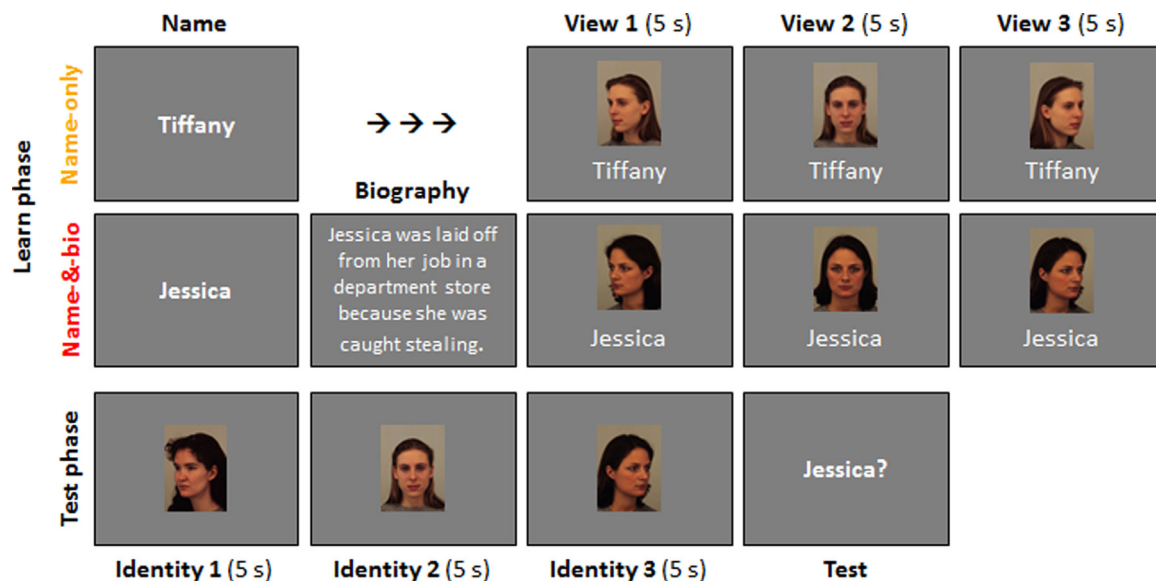 Name
View 1 (5 s)
View 2 (5 s)
View 3 (5 s)
Learn phase
Name-only
Tiffany
→ → →
Tiffany
Tiffany
Tiffany
Biography
Name-&-bio
Jessica
Jessica was laid off
from her job in a
department store
because she was
caught stealing.
Jessica
Jessica
Jessica
Test phase
Jessica?
Identity 1 (5 s)
Identity 2 (5 s)
Identity 3 (5 s)
Test